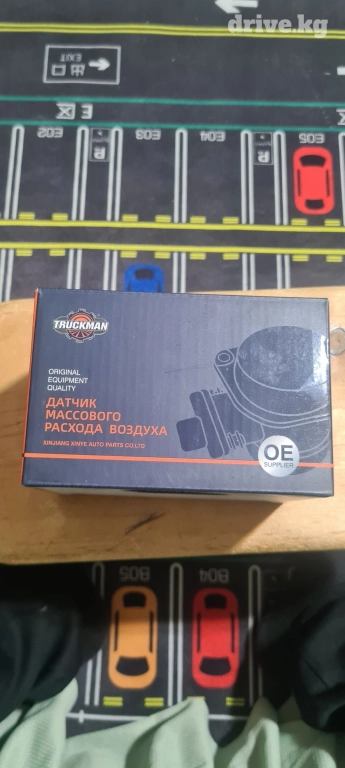 drive.kg
EXIT
E
E02
P
E03
E04
P
E05
TRUCKMAN
ORIGINAL
EQUIPMENT
QUALITY
ДАТЧИК
МАССОВОГО
РАСХОДА ВОЗДУХА
XINJIANG XINYE AUTO PARTS CO.LTD
OE
SUPPLIER
B05
B04